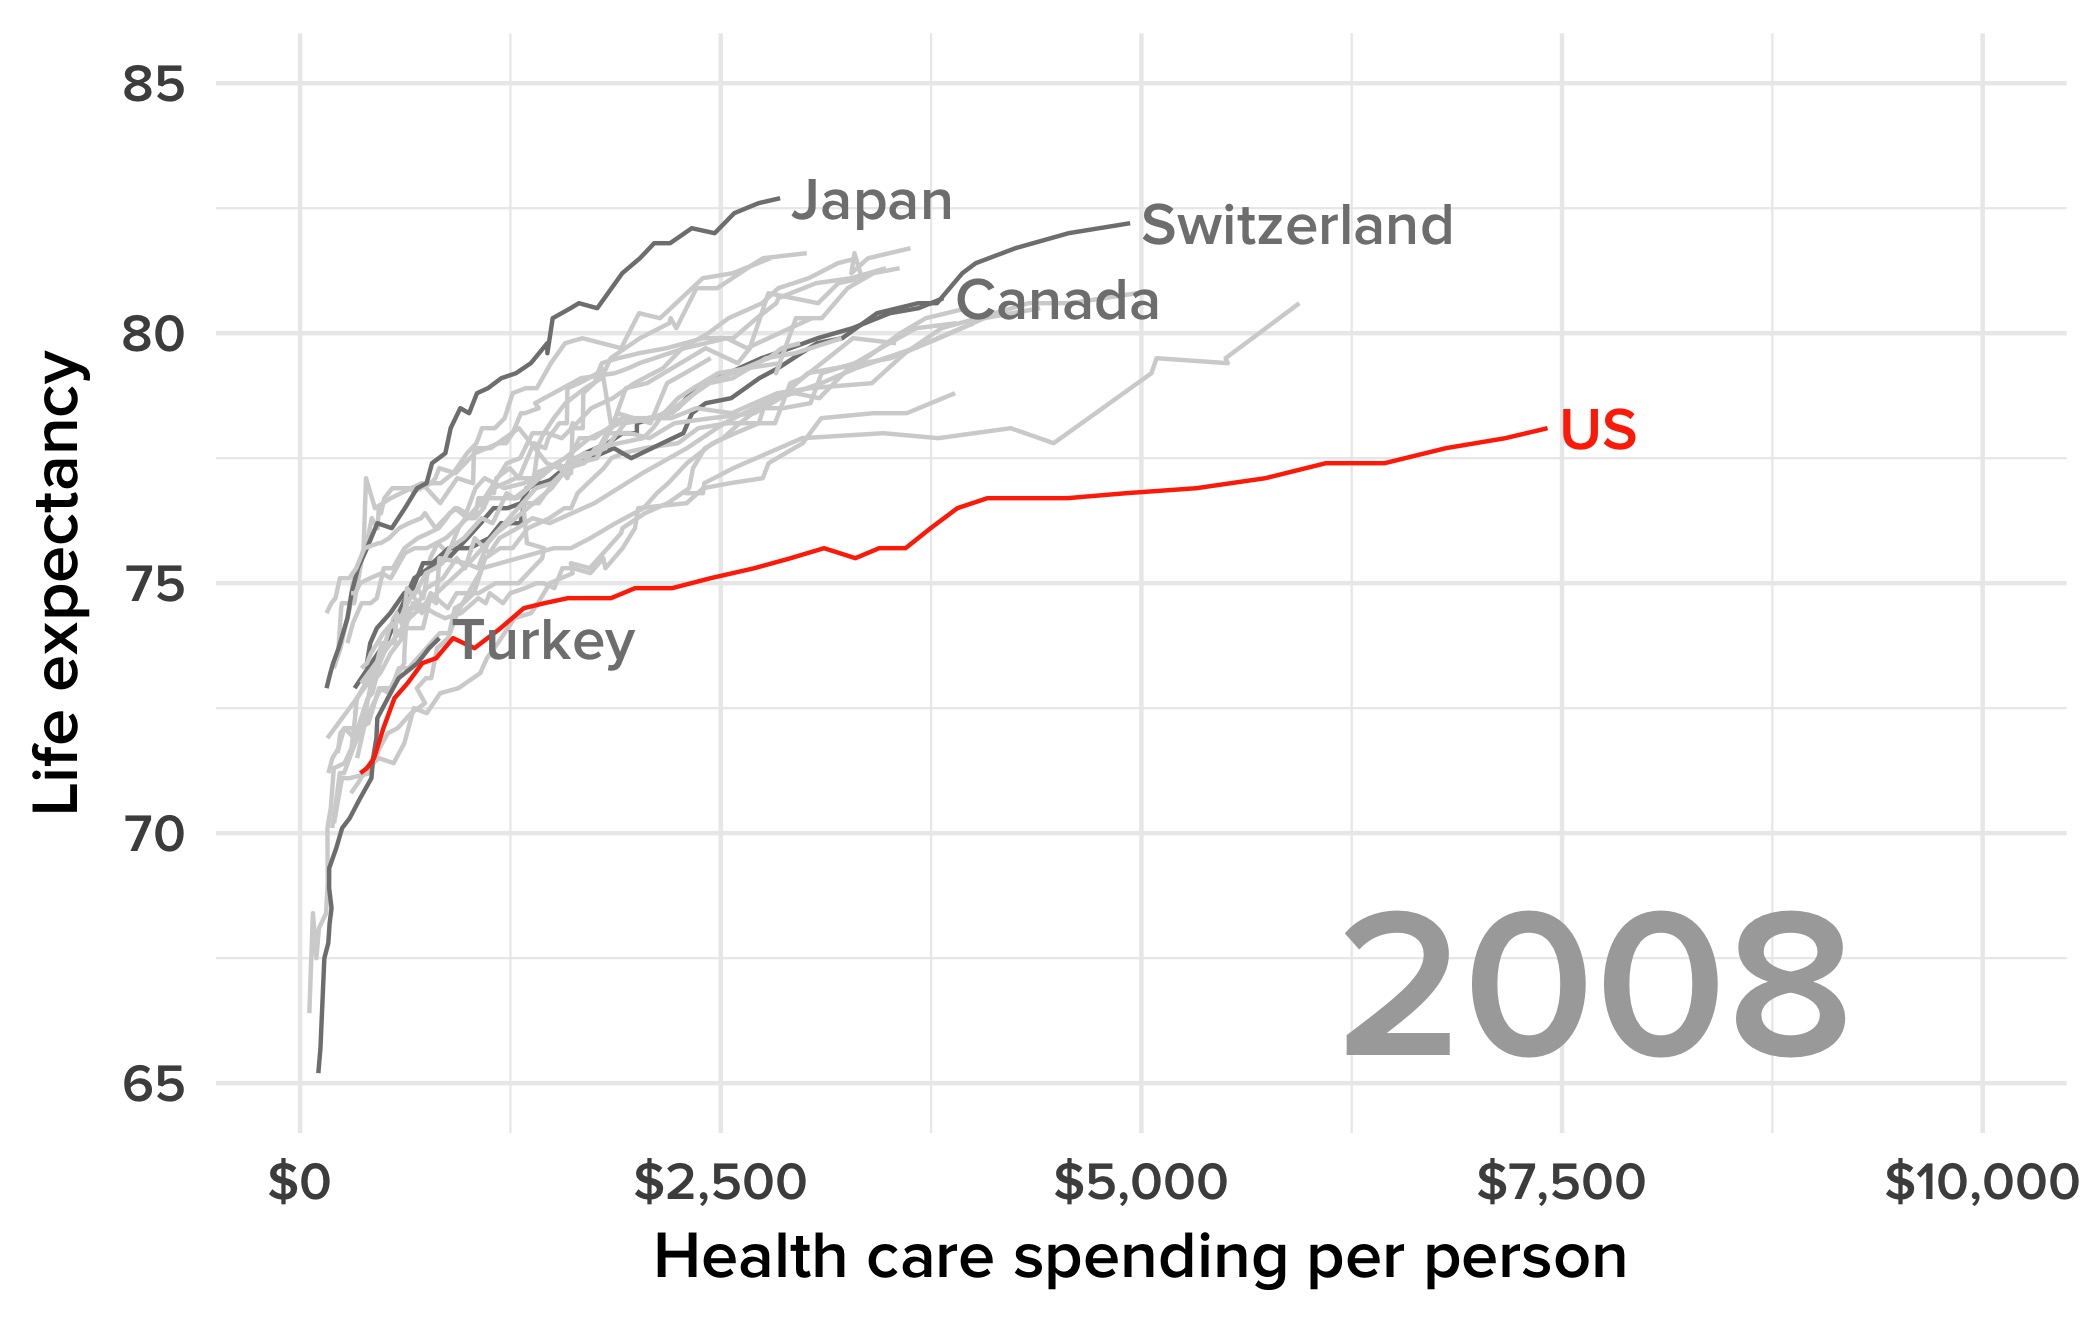 85
80
75
70
65
Life expectancy
Japan
Switzerland
Canada
US
Turkey
2008
$0
$2,500
$5,000
$7,500
$10,000
Health care spending per person